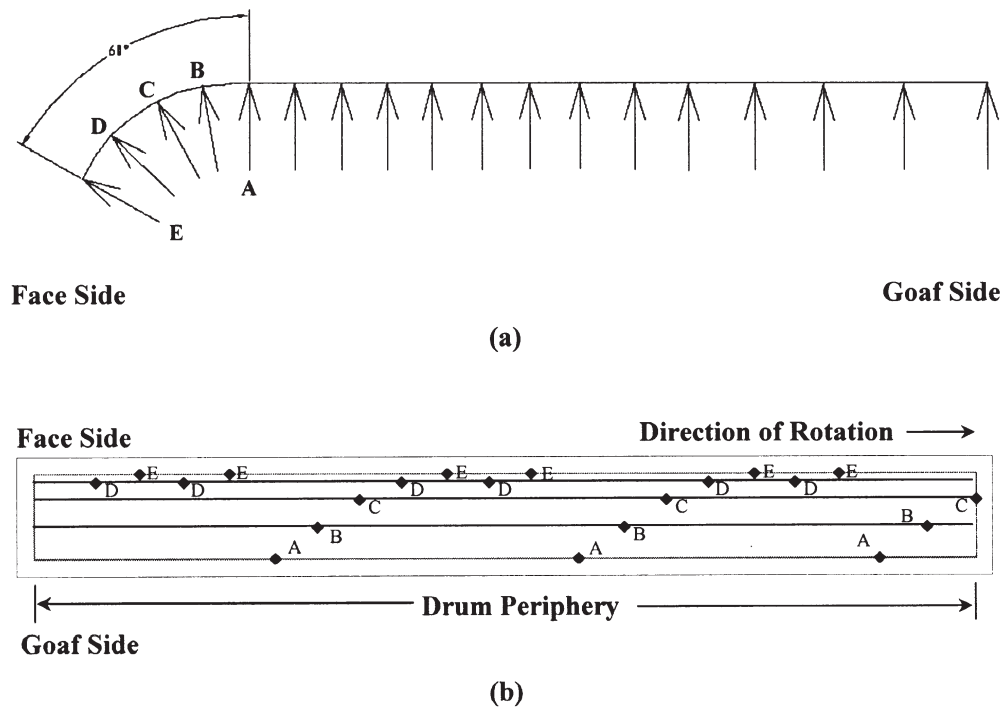 61°
B
C
D
A
E
Face Side
Goaf Side
(a)
Face Side
Direction of Rotation
E E E E E E
D D D D D D
C C C
B B B
A A A
Drum Periphery
Goaf Side
(b)